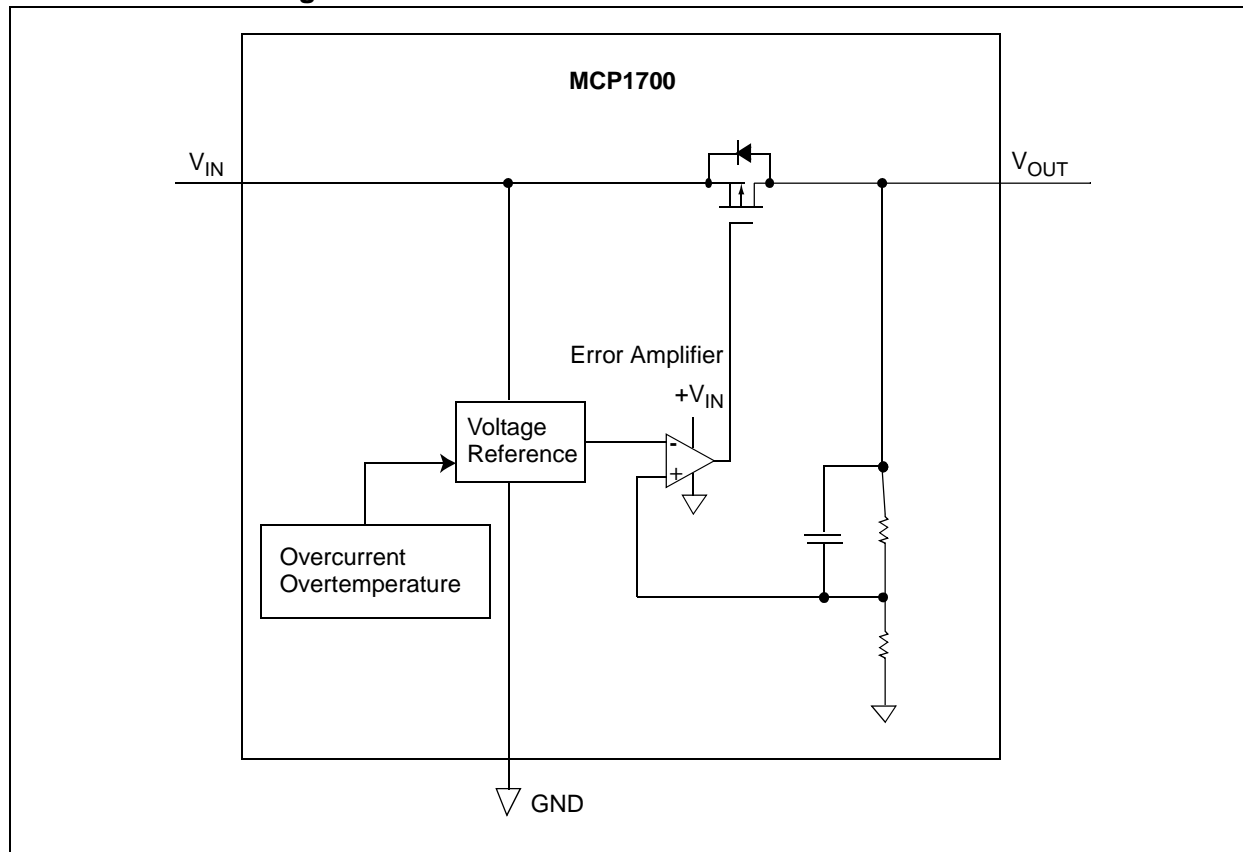 MCP1700
VIN
VOUT
Error Amplifier
+VIN
Voltage
Reference
-
+
Overcurrent
Overtemperature
GND